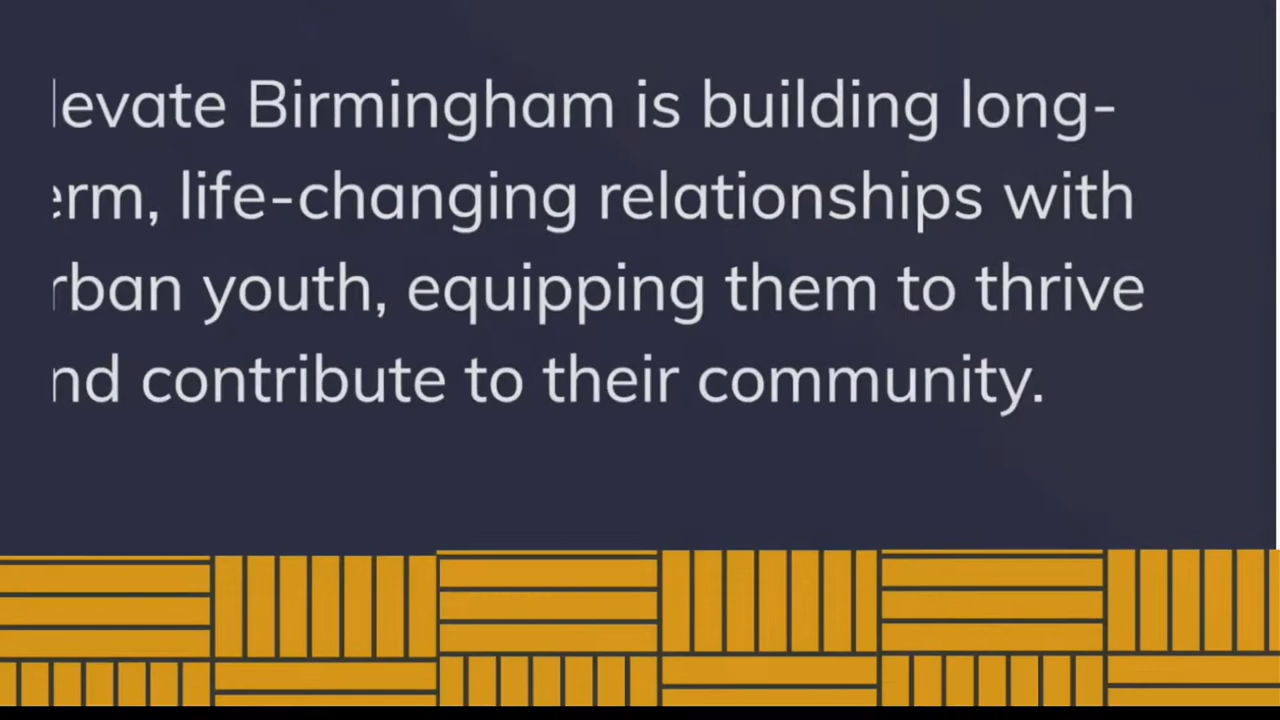 levate Birmingham is building long-
erm, life-changing relationships with
rban youth, equipping them to thrive
nd contribute to their community.